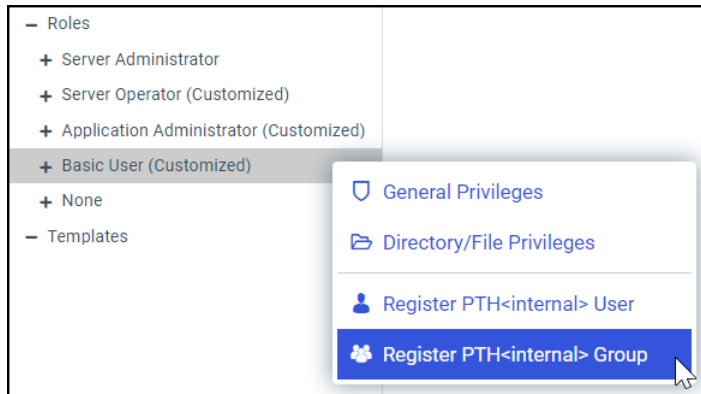 Roles
Server Administrator
Server Operator (Customized)
Application Administrator (Customized)
Basic User (Customized)
None
Templates
General Privileges
Directory/File Privileges
Register PTH<internal> User
Register PTH<internal> Group